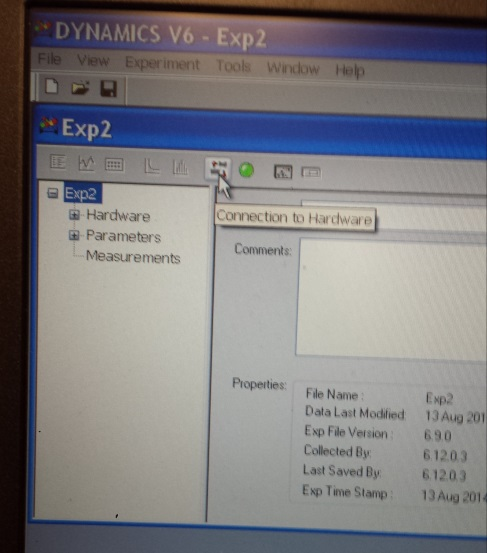 DYNAMICS V6 - Exp2
File View Experiment Tools Window Help
Exp2
Exp2
Hardware
Parameters
Measurements
Connection to Hardware
Comments:
Properties:
File Name : Exp2
Data Last Modified: 13 Aug 201
Exp File Version : 6.9.0
Collected By: 6.12.0.3
Last Saved By: 6.12.0.3
Exp Time Stamp : 13 Aug 2014